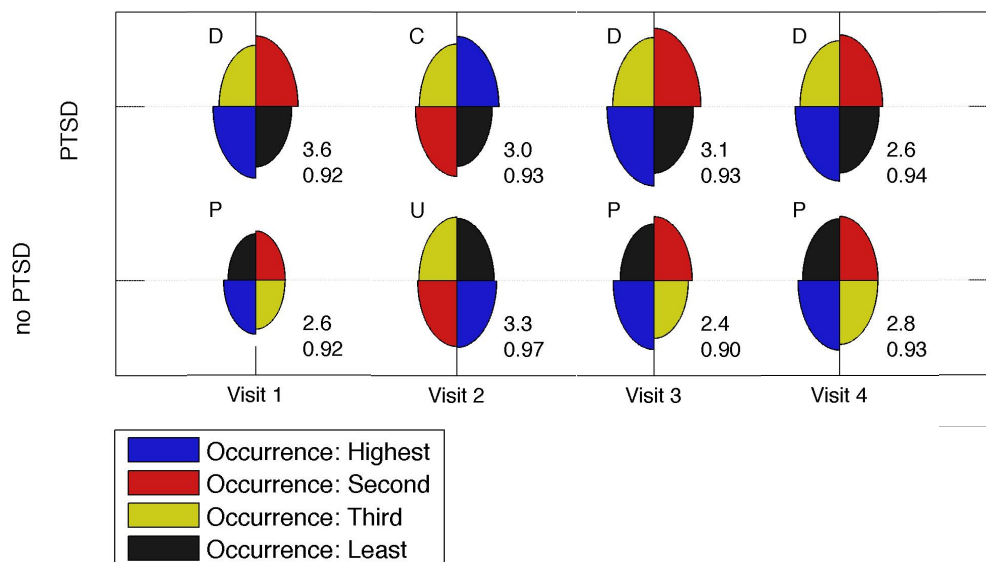 D C D D
PTSD
3.6 3.0 3.1 2.6
0.92 0.93 0.93 0.94
P U P P
no PTSD
2.6 3.3 2.4 2.8
0.92 0.97 0.90 0.93
Visit 1 Visit 2 Visit 3 Visit 4
Occurrence: Highest
Occurrence: Second
Occurrence: Third
Occurrence: Least